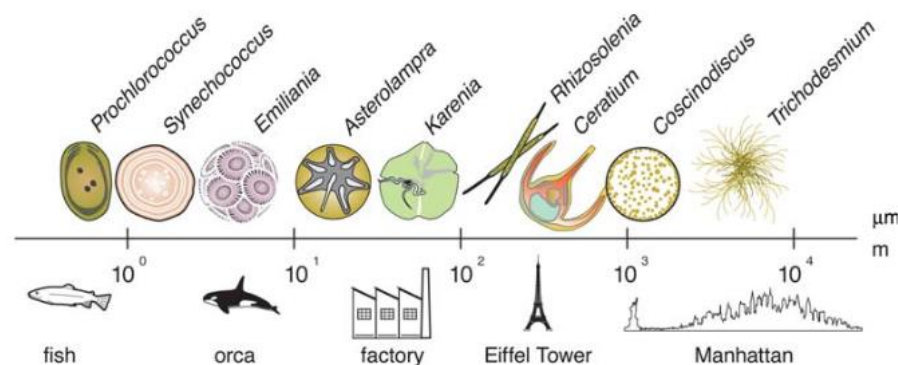 Prochlorococcus
Synechococcus
Emiliania
Asterolampra
Karenia
Rhizosolenia
Ceratium
Coscinodiscus
Trichodesmium
μm
m
10⁰ 10¹ 10² 10³ 10⁴
fish orca factory Eiffel Tower Manhattan